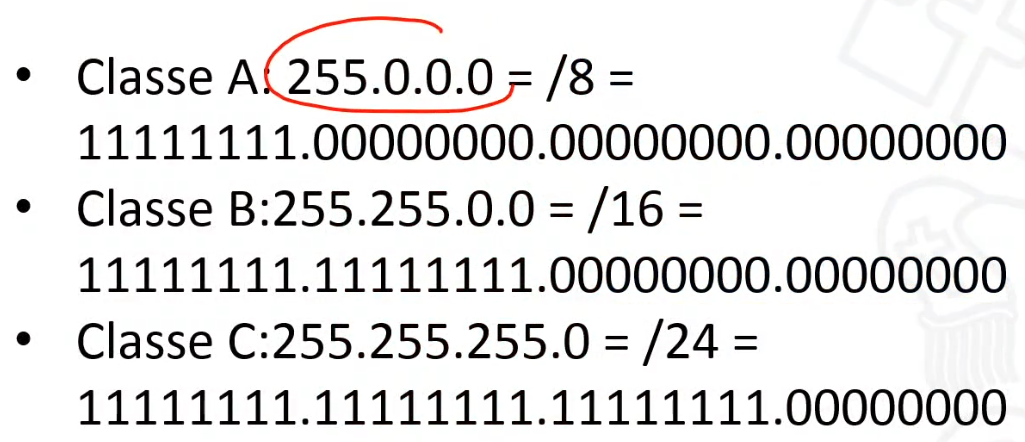 • Classe A: 255.0.0.0 = /8 =
11111111.00000000.00000000.00000000
• Classe B:255.255.0.0 = /16 =
11111111.11111111.00000000.00000000
• Classe C:255.255.255.0 = /24 =
11111111.11111111.11111111.00000000